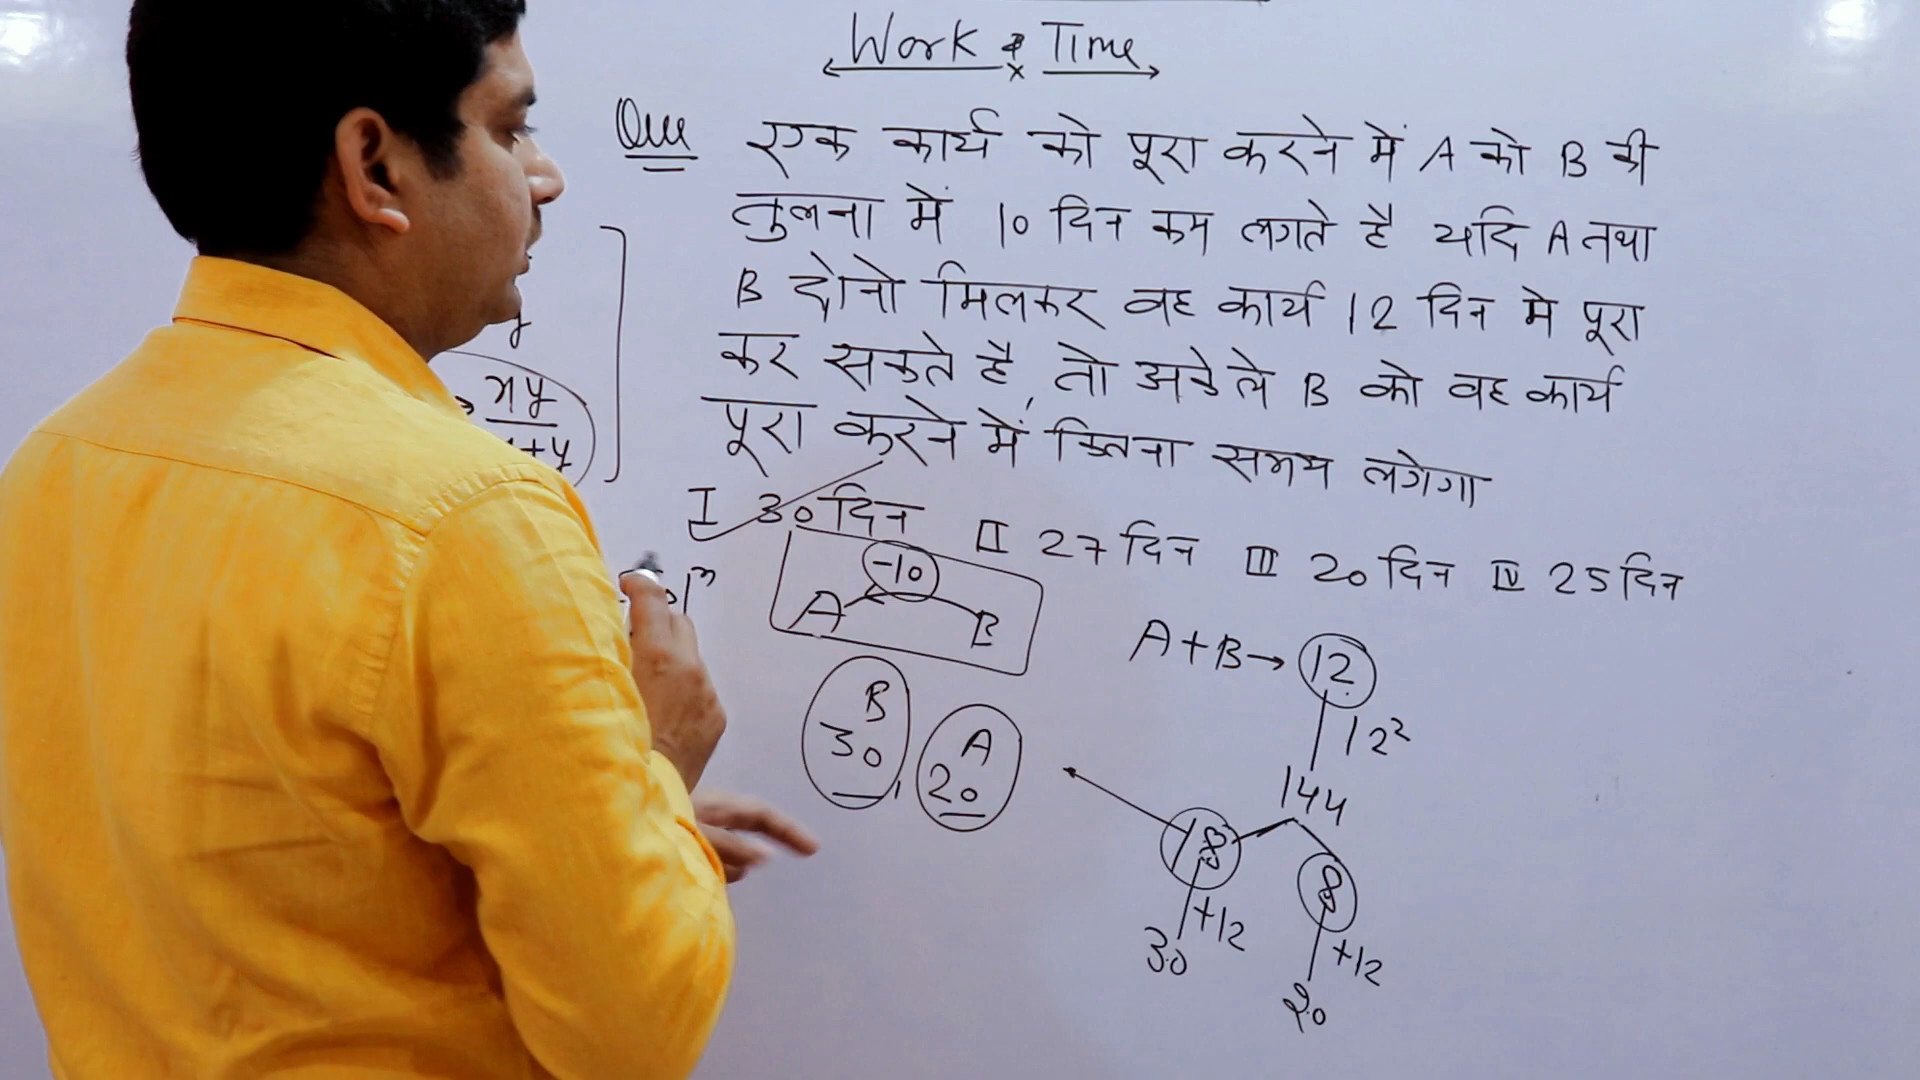 Work & Time
Que एक कार्य को पूरा करने में A को B की
तुलना में 10 दिन कम लगते है यदि A तथा
B दोनो मिलकर वह कार्य 12 दिन मे पूरा
कर सकते है, तो अकेले B को वह कार्य
पूरा करने में कितना समय लगेगा
I 30 दिन II 27 दिन III 20 दिन IV 25 दिन
xy
+y
-10
A B
B
30,
A
20
A+B→ 12
12²
144
18 8
+12 +12
30 20